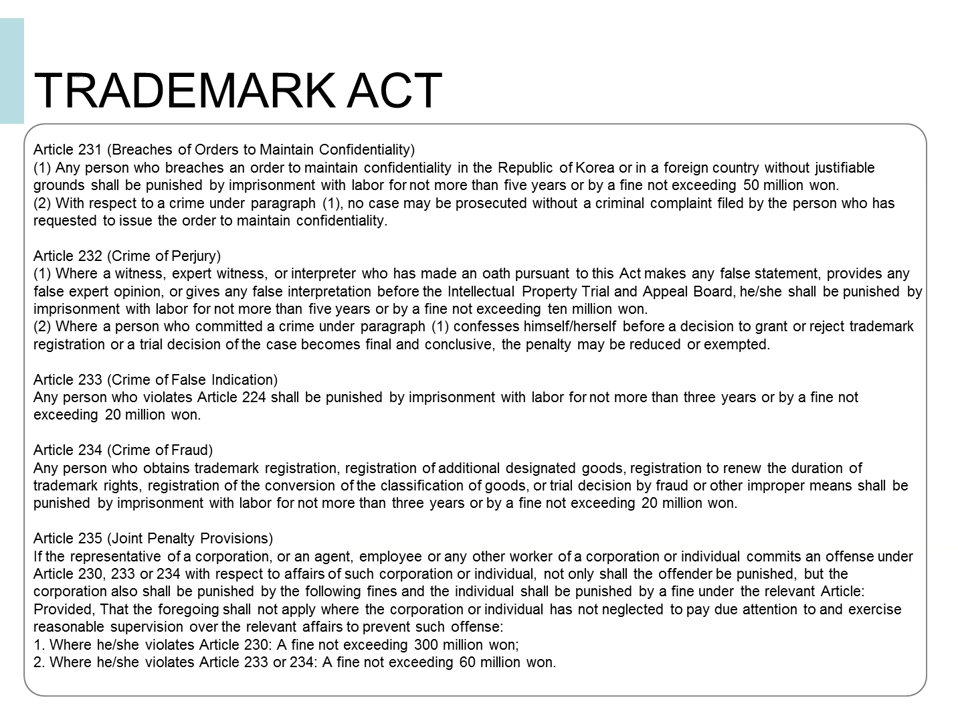 TRADEMARK ACT
Article 231 (Breaches of Orders to Maintain Confidentiality)
(1) Any person who breaches an order to maintain confidentiality in the Republic of Korea or in a foreign country without justifiable
grounds shall be punished by imprisonment with labor for not more than five years or by a fine not exceeding 50 million won.
(2) With respect to a crime under paragraph (1), no case may be prosecuted without a criminal complaint filed by the person who has
requested to issue the order to maintain confidentiality.
Article 232 (Crime of Perjury)
(1) Where a witness, expert witness, or interpreter who has made an oath pursuant to this Act makes any false statement, provides any
false expert opinion, or gives any false interpretation before the Intellectual Property Trial and Appeal Board, he/she shall be punished by
imprisonment with labor for not more than five years or by a fine not exceeding ten million won.
(2) Where a person who committed a crime under paragraph (1) confesses himself/herself before a decision to grant or reject trademark
registration or a trial decision of the case becomes final and conclusive, the penalty may be reduced or exempted.
Article 233 (Crime of False Indication)
Any person who violates Article 224 shall be punished by imprisonment with labor for not more than three years or by a fine not
exceeding 20 million won.
Article 234 (Crime of Fraud)
Any person who obtains trademark registration, registration of additional designated goods, registration to renew the duration of
trademark rights, registration of the conversion of the classification of goods, or trial decision by fraud or other improper means shall be
punished by imprisonment with labor for not more than three years or by a fine not exceeding 20 million won.
Article 235 (Joint Penalty Provisions)
If the representative of a corporation, or an agent, employee or any other worker of a corporation or individual commits an offense under
Article 230, 233 or 234 with respect to affairs of such corporation or individual, not only shall the offender be punished, but the
corporation also shall be punished by the following fines and the individual shall be punished by a fine under the relevant Article:
Provided, That the foregoing shall not apply where the corporation or individual has not neglected to pay due attention to and exercise
reasonable supervision over the relevant affairs to prevent such offense:
1. Where he/she violates Article 230: A fine not exceeding 300 million won;
2. Where he/she violates Article 233 or 234: A fine not exceeding 60 million won.